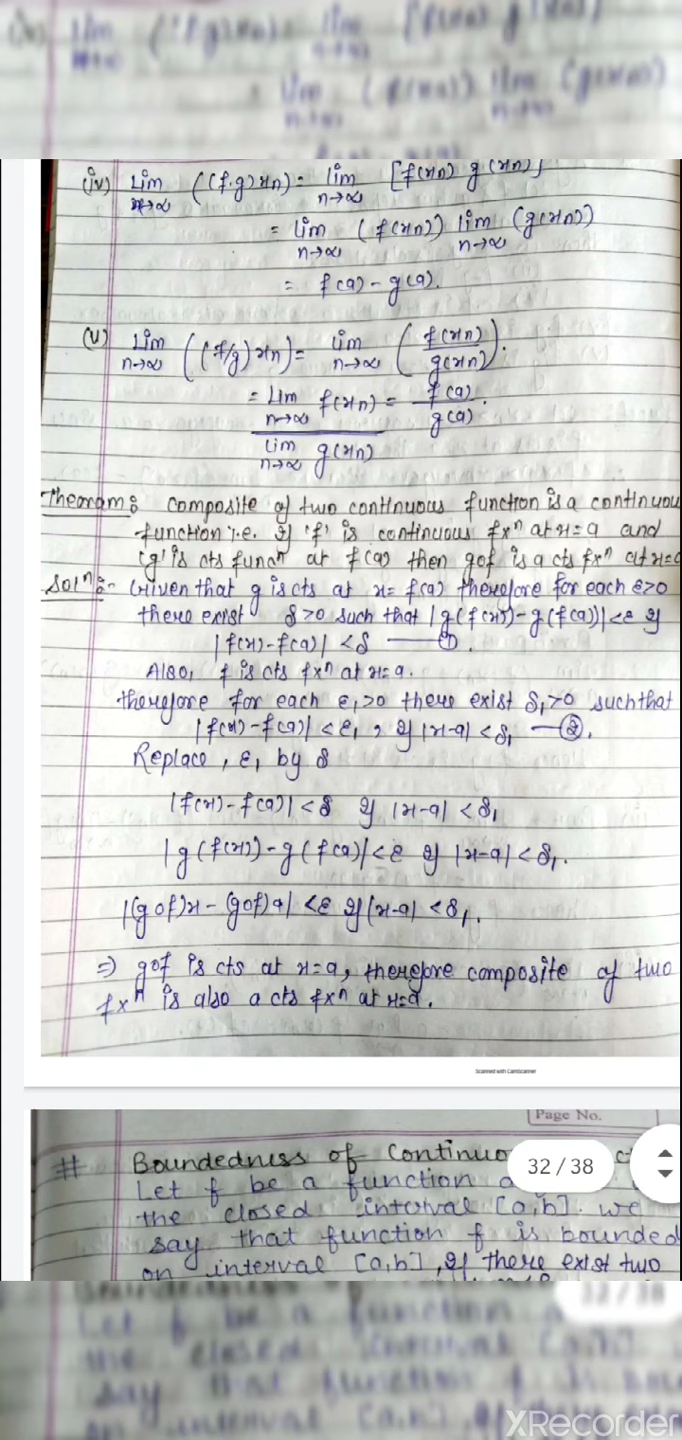 (iv) lim n→∞ ((f.g)xn) = lim n→∞ [f(xn) g(xn)]
= lim n→∞ (f(xn)) lim n→∞ (g(xn))
= f(a) - g(a).
(v) lim n→∞ ((f/g)xn) = lim n→∞ (f(xn)/g(xn)).
= lim n→∞ f(xn) / lim n→∞ g(xn) = f(a)/g(a).
Theoram: composite of two continuous function is a continuou
function i.e. if 'f' is continuous fxⁿ at x=a and
'g' is cts funcⁿ at f(a) then gof is a cts fxⁿ at x=a
Solⁿ:- Given that g is cts at x= f(a) therefore for each ε>0
there exist δ>0 such that |g(f(x))-g(f(a))|<ε if
|f(x)-f(a)| <δ —①.
Also, f is cts fxⁿ at x=a.
therefore for each ε₁>0 there exist δ₁>0 such that
|f(x)-f(a)| <ε₁, if |x-a| <δ₁ —②.
Replace, ε₁ by δ
|f(x)-f(a)|<δ if |x-a| <δ₁
|g(f(x))-g(f(a)|<ε if |x-a|<δ₁.
|(gof)x-(gof)a| <ε if |x-a| <δ₁.
⇒ gof is cts at x=a, therefore composite of two
fxⁿ is also a cts fxⁿ at x=a.
Scanned with CamScanner
Page No.
# Boundedness of Continuo
32 / 38
Let f be a function
the closed interval [a,b]. we
say that function f is bounded
on interval [a,b], if there exist two
XRecorder